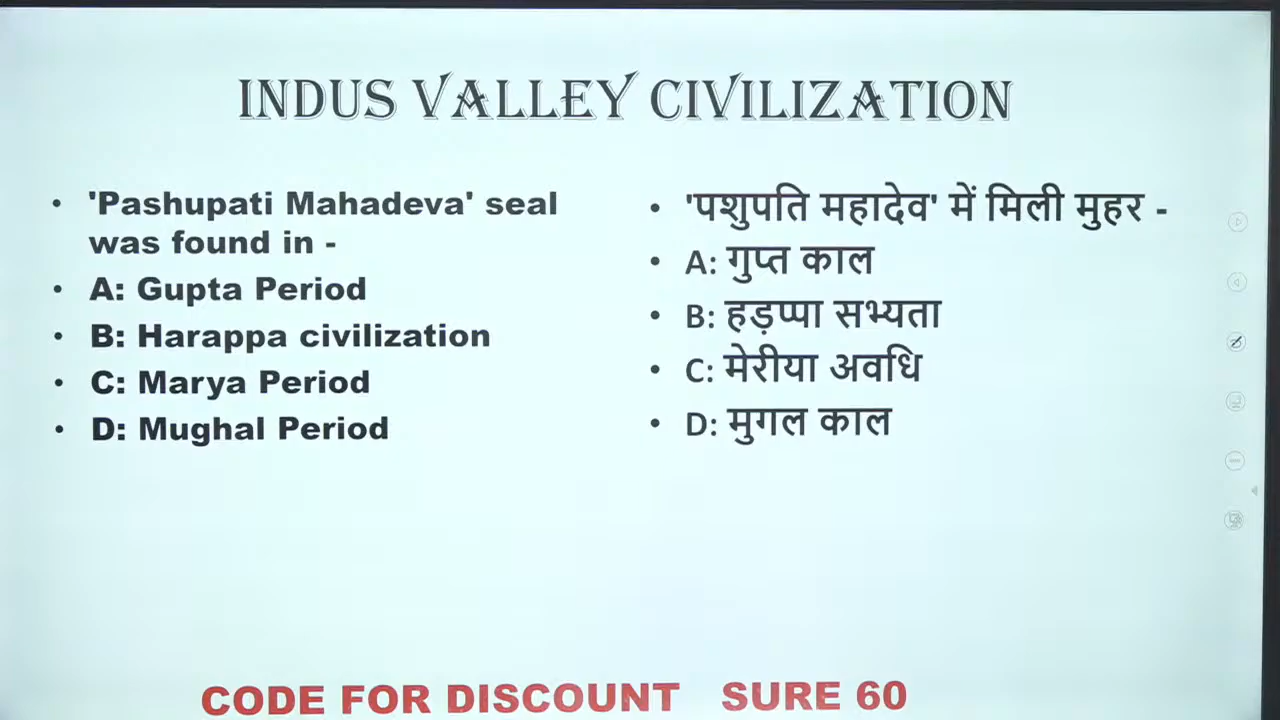 INDUS VALLEY CIVILIZATION
'Pashupati Mahadeva' seal
was found in -
A: Gupta Period
B: Harappa civilization
C: Marya Period
D: Mughal Period
'पशुपति महादेव' में मिली मुहर -
A: गुप्त काल
B: हड़प्पा सभ्यता
C: मेरीया अवधि
D: मुगल काल
CODE FOR DISCOUNT SURE 60